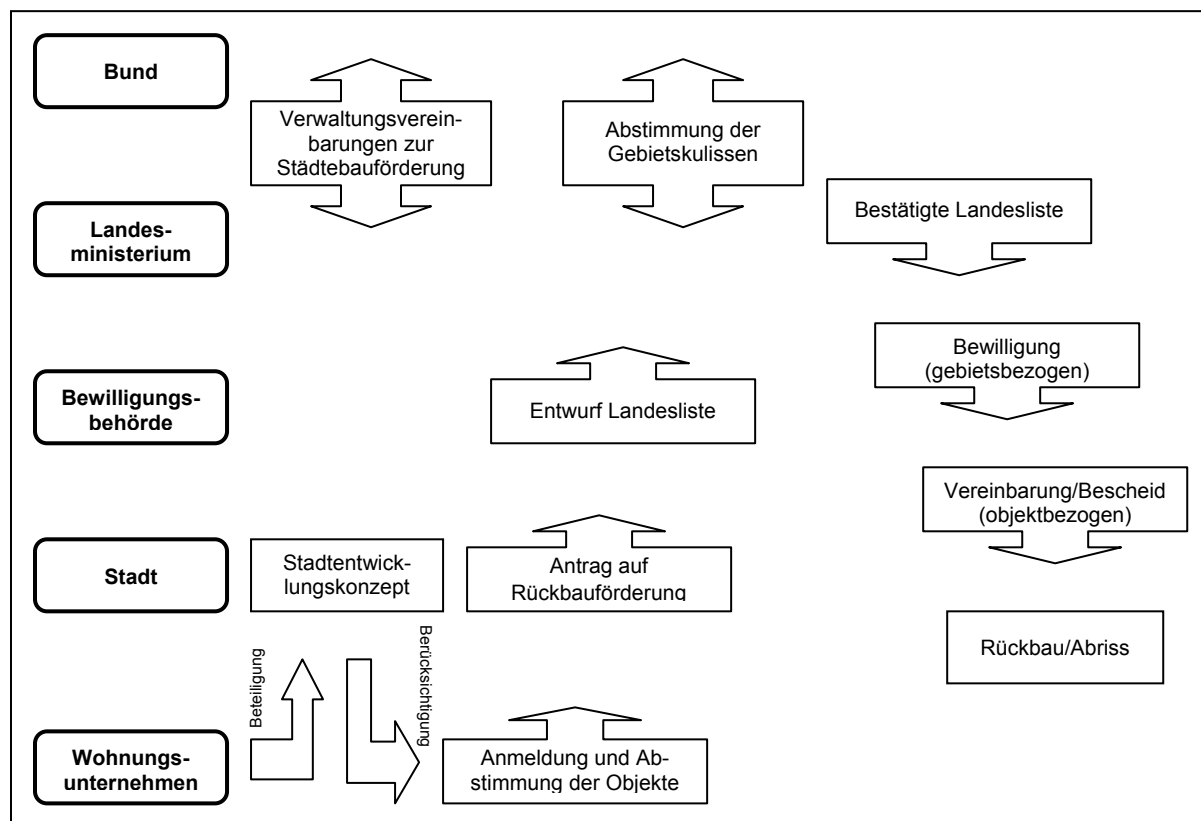 Bund
Verwaltungsverein-
barungen zur
Städtebauförderung
Abstimmung der
Gebietskulissen
Landes-
ministerium
Bestätigte Landesliste
Bewilligungs-
behörde
Entwurf Landesliste
Bewilligung
(gebietsbezogen)
Vereinbarung/Bescheid
(objektbezogen)
Stadt
Stadtentwick-
lungskonzept
Antrag auf
Rückbauförderung
Rückbau/Abriss
Beteiligung
Berücksichtigung
Wohnungs-
unternehmen
Anmeldung und Ab-
stimmung der Objekte